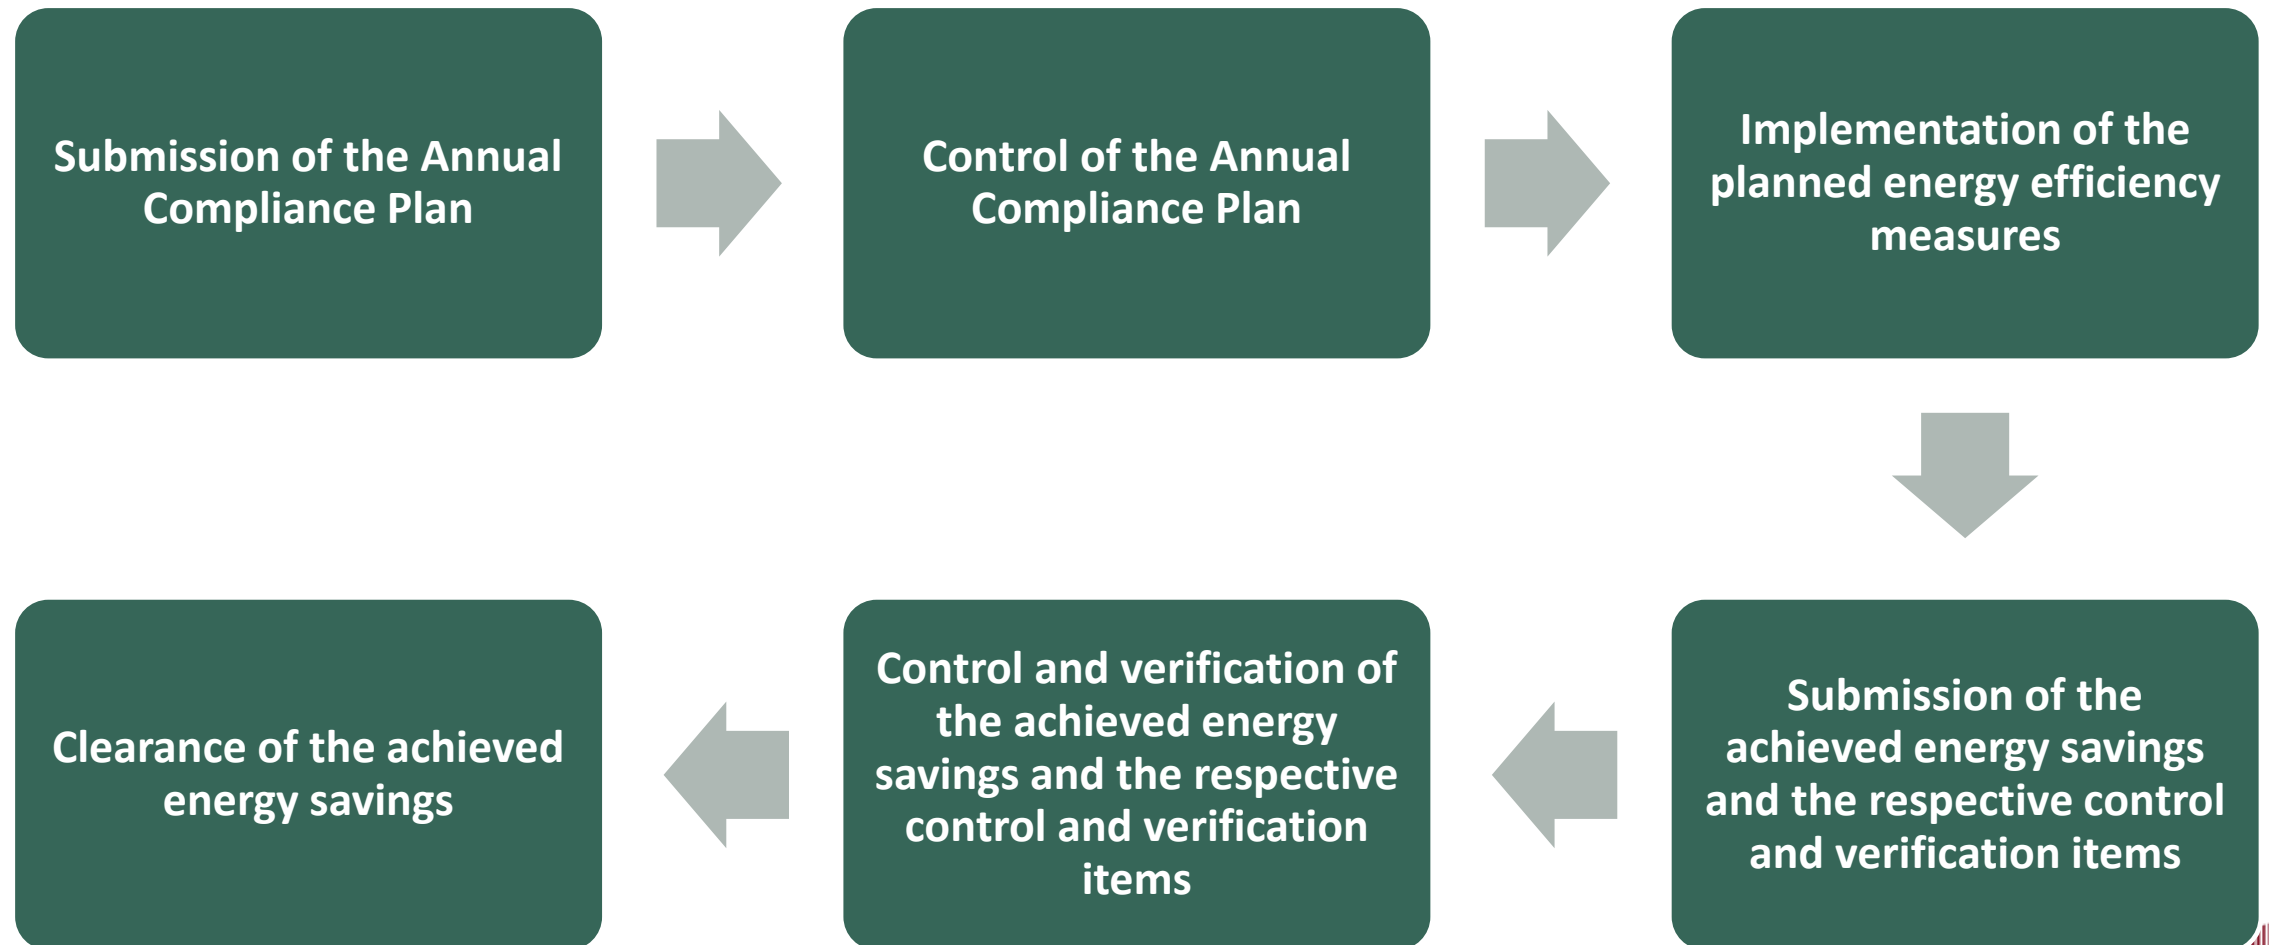 Submission of the Annual
Compliance Plan
Control of the Annual
Compliance Plan
Implementation of the
planned energy efficiency
measures
Submission of the
achieved energy savings
and the respective control
and verification items
Control and verification of
the achieved energy
savings and the respective
control and verification
items
Clearance of the achieved
energy savings